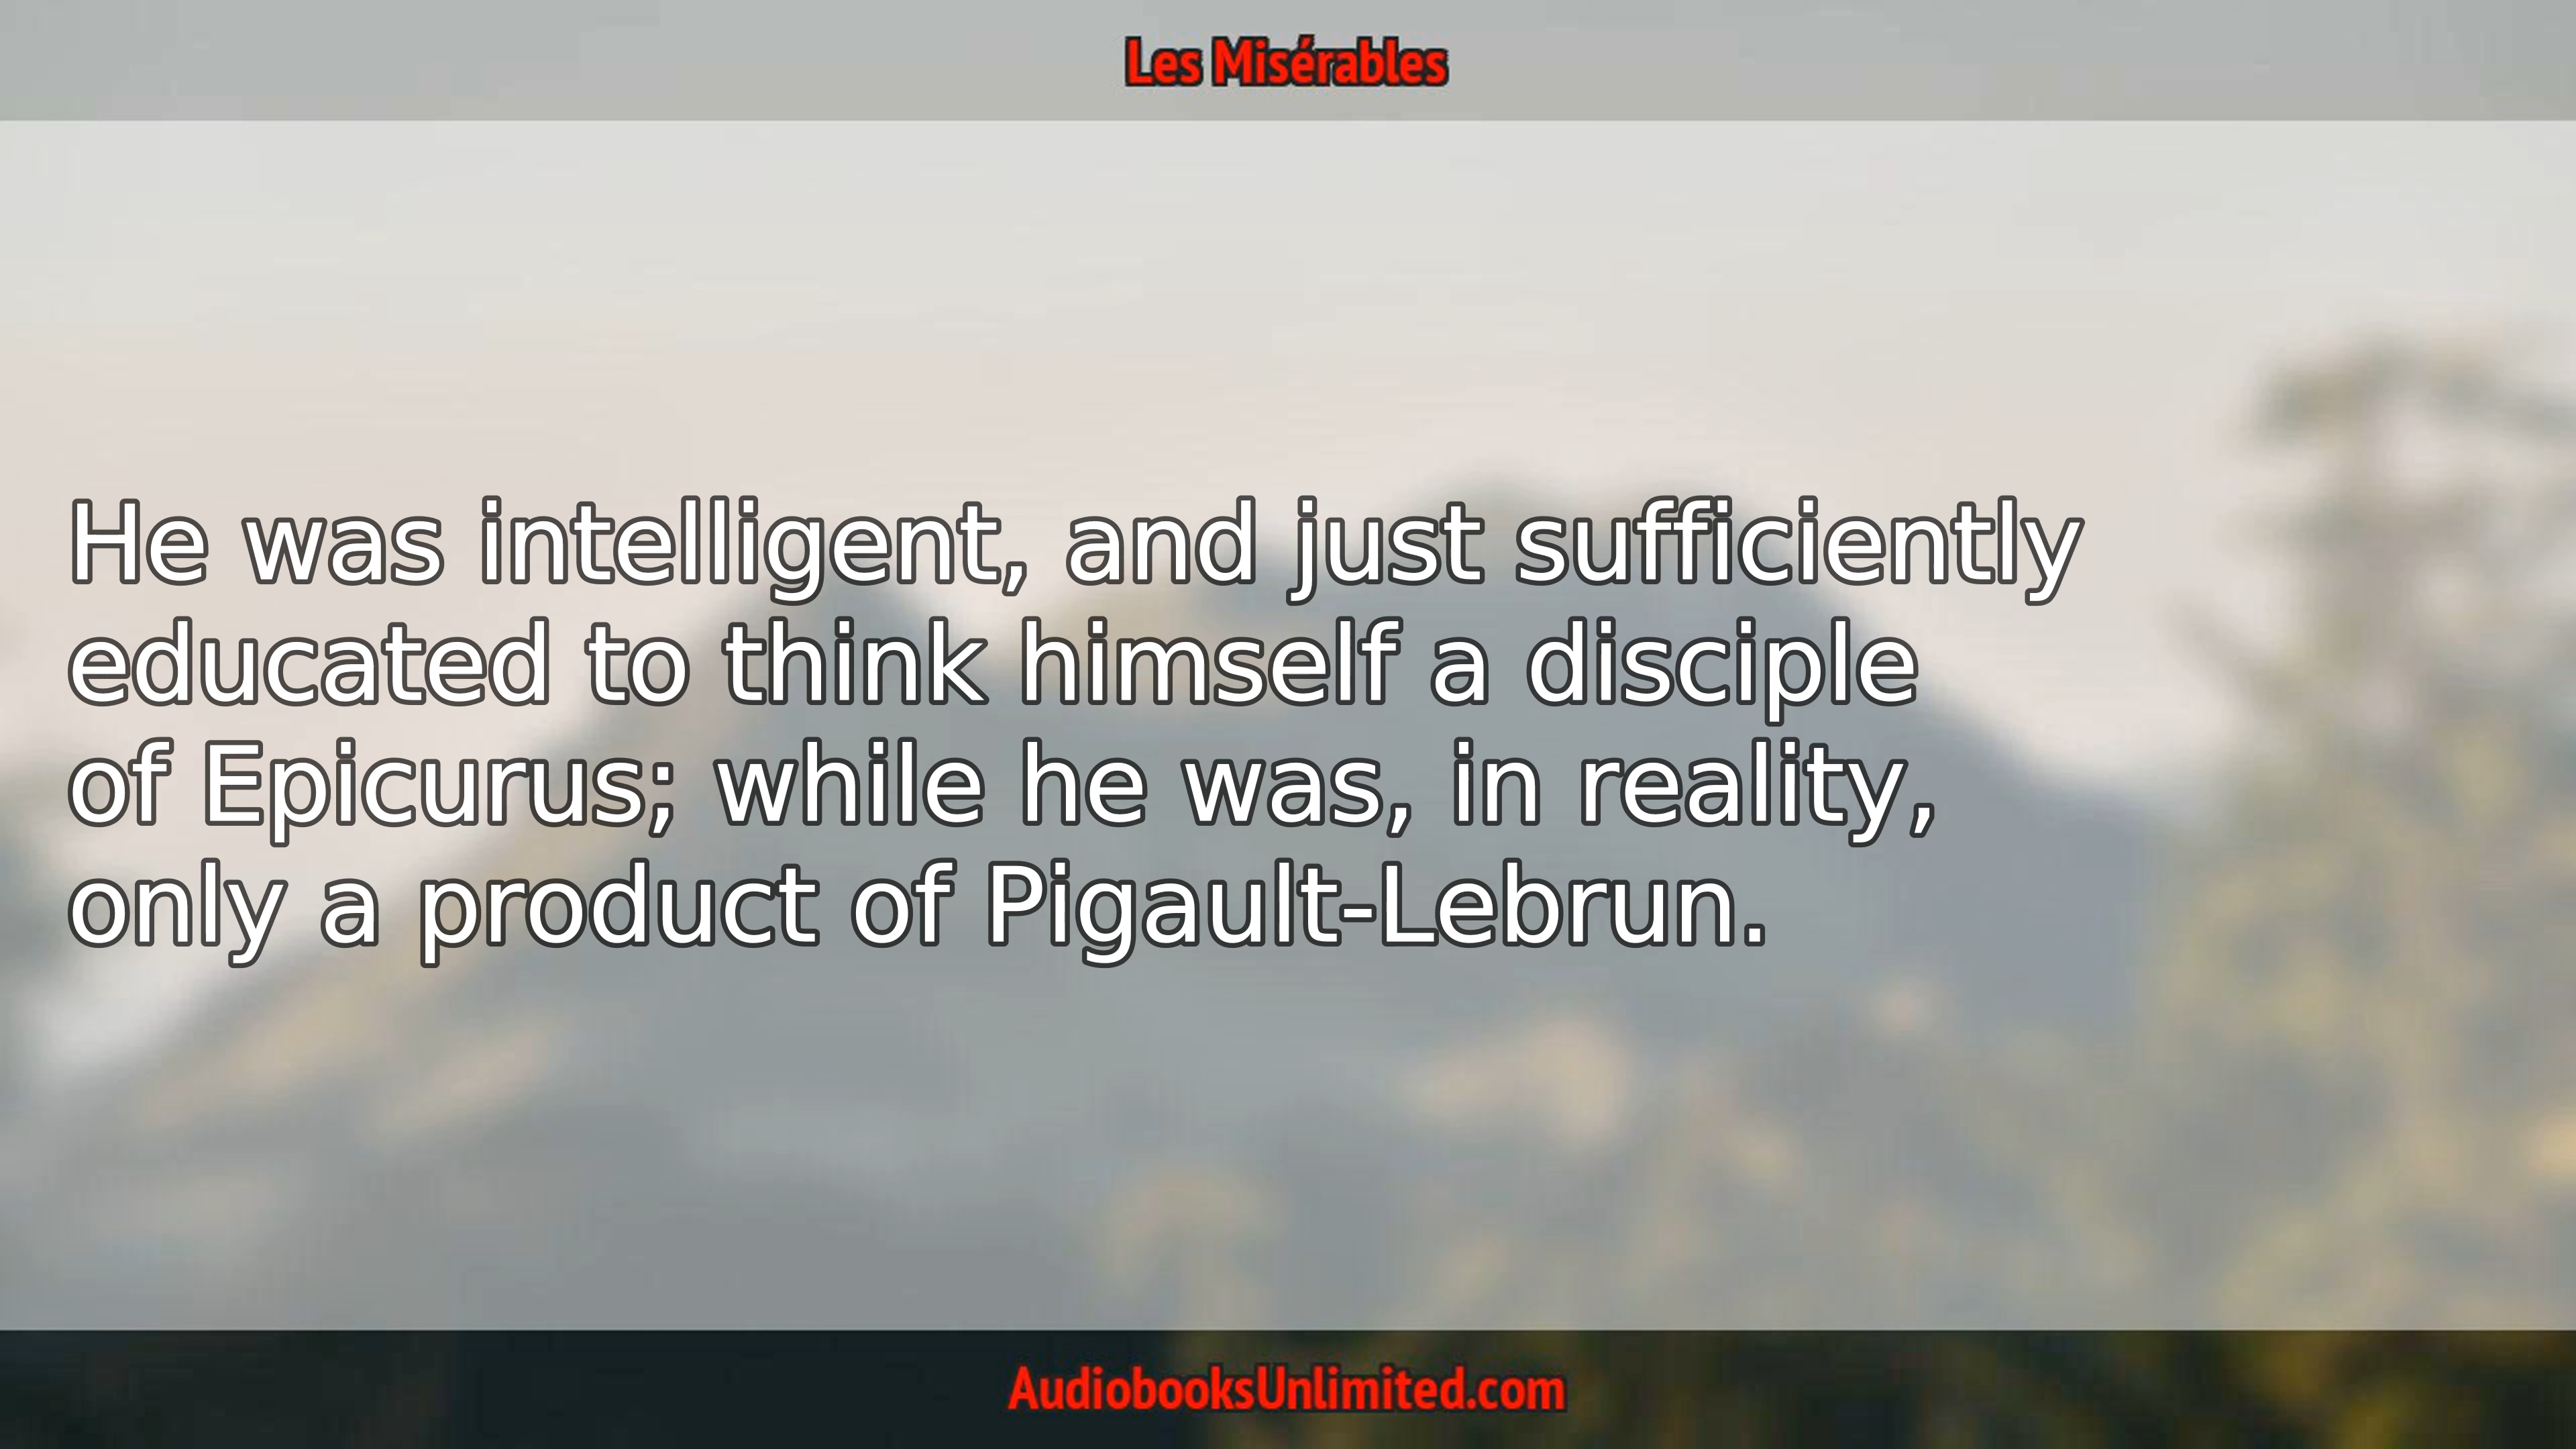 Les Misérables
He was intelligent, and just sufficiently
educated to think himself a disciple
of Epicurus; while he was, in reality,
only a product of Pigault-Lebrun.
AudiobooksUnlimited.com